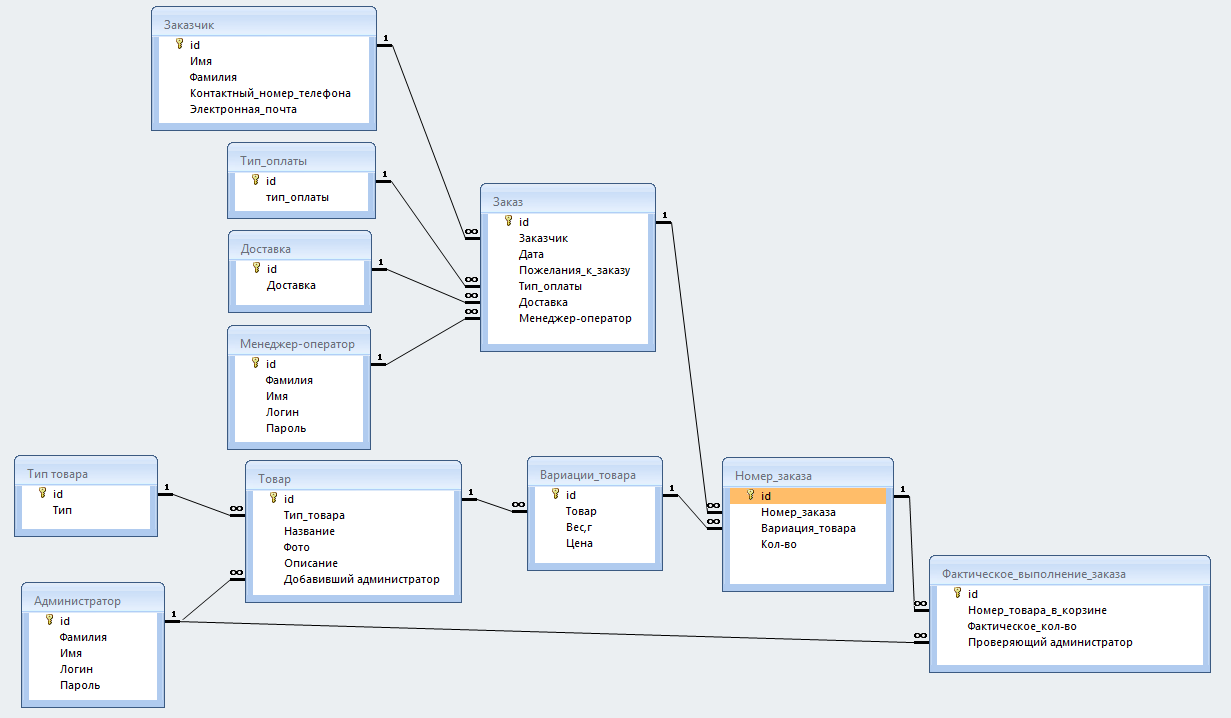 Заказчик
id
Имя
Фамилия
Контактный_номер_телефона
Электронная_почта
1
Тип_оплаты
id
тип_оплаты
1
Доставка
id
Доставка
1
Менеджер-оператор
id
Фамилия
Имя
Логин
Пароль
1
Заказ
id
Заказчик
Дата
Пожелания_к_заказу
Тип_оплаты
Доставка
Менеджер-оператор
∞
∞
∞
∞
1
Тип товара
id
Тип
1
Товар
id
Тип_товара
Название
Фото
Описание
Добавивший администратор
∞
∞
1
Вариации_товара
id
Товар
Вес,г
Цена
∞
1
Номер_заказа
id
Номер_заказа
Вариация_товара
Кол-во
∞
∞
1
Администратор
id
Фамилия
Имя
Логин
Пароль
1
Фактическое_выполнение_заказа
id
Номер_товара_в_корзине
Фактическое_кол-во
Проверяющий администратор
∞
∞